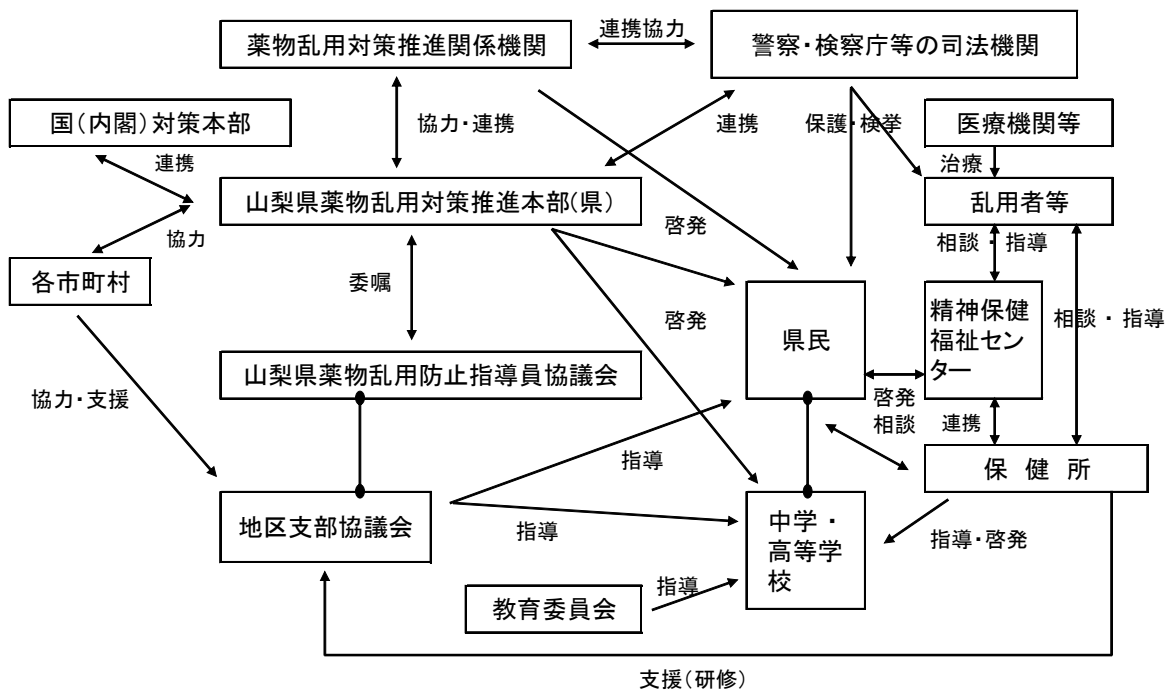 薬物乱用対策推進関係機関
連携協力
警察・検察庁等の司法機関
国(内閣)対策本部
協力・連携
連携
保護・検挙
医療機関等
連携
治療
山梨県薬物乱用対策推進本部(県)
乱用者等
協力
啓発
相談・指導
各市町村
委嘱
啓発
県民
精神保健
福祉セン
ター
相談・指導
山梨県薬物乱用防止指導員協議会
協力・支援
啓発
相談
連携
指導
保健所
地区支部協議会
指導
中学・
高等学
校
指導・啓発
教育委員会
指導
支援(研修)